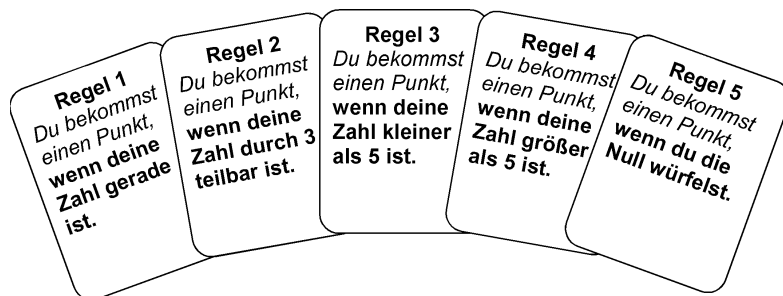 Regel 1
Du bekommst
einen Punkt,
wenn deine
Zahl gerade
ist.
Regel 2
Du bekommst
einen Punkt,
wenn deine
Zahl durch 3
teilbar ist.
Regel 3
Du bekommst
einen Punkt,
wenn deine
Zahl kleiner
als 5 ist.
Regel 4
Du bekommst
einen Punkt,
wenn deine
Zahl größer
als 5 ist.
Regel 5
Du bekommst
einen Punkt,
wenn du die
Null würfelst.